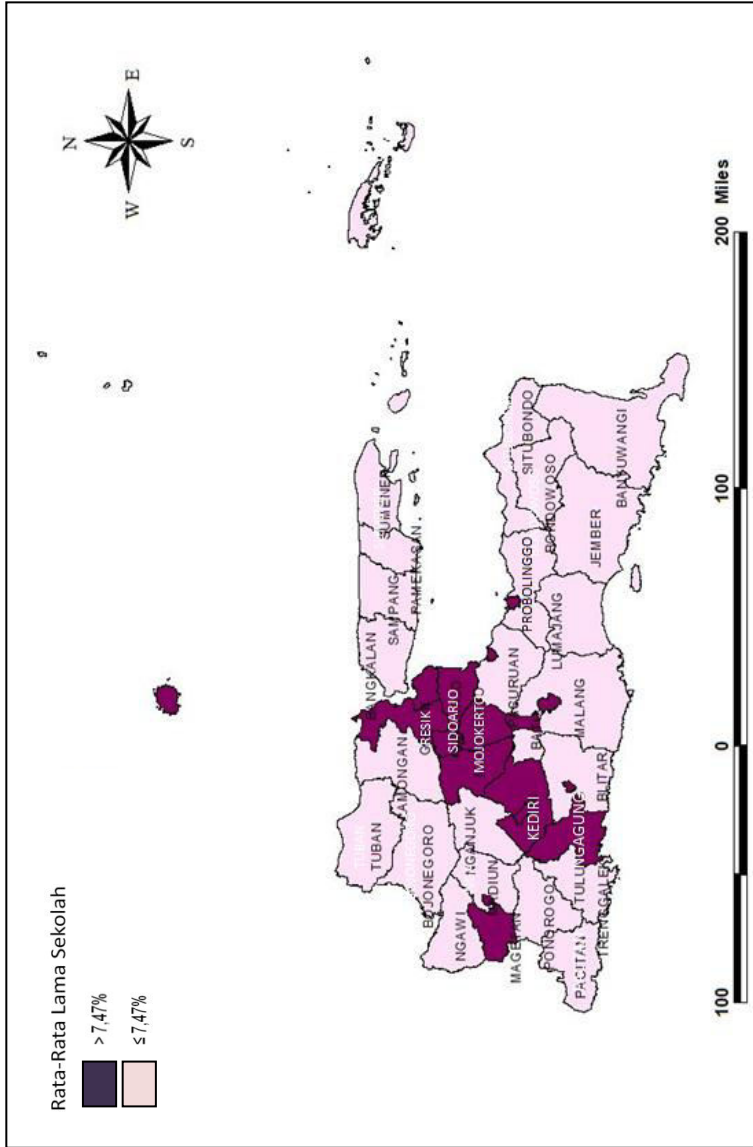 Rata-Rata Lama Sekolah
> 7,47%
≤ 7,47%
N
W
E
S
TUBAN
TUBAN
BANGKALAN
SAMPANG
PAMEKASAN
SUMENEP
LAMONGAN
GRESIK
BOJONEGORO
SIDOARJO
MOJOKERTO
NGANJUK
NGAWI
MADIUN
MAGETAN
PASURUAN
PROBOLINGGO
SITUBONDO
BONDOWOSO
KEDIRI
LUMAJANG
JEMBER
BANYUWANGI
MALANG
BLITAR
TULUNGAGUNG
PONOROGO
PACITAN
TRENGGALEK
100
0
100
200 Miles